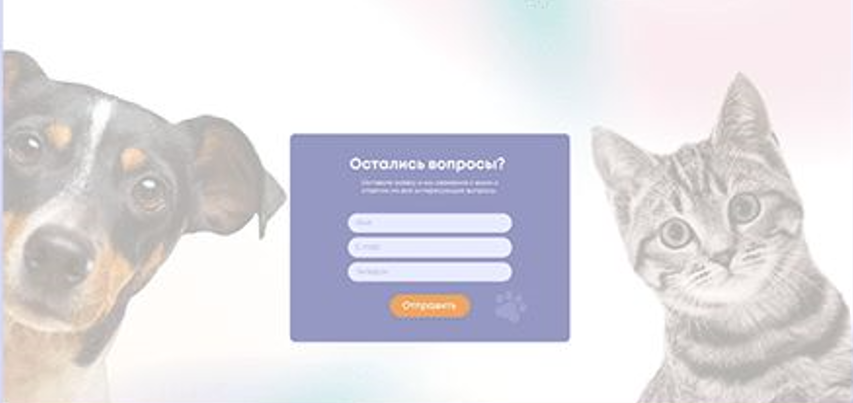 Остались вопросы?
Оставьте заявку и мы свяжемся с вами и
ответим на все интересующие вопросы
Имя
E-mail
Телефон
Отправить